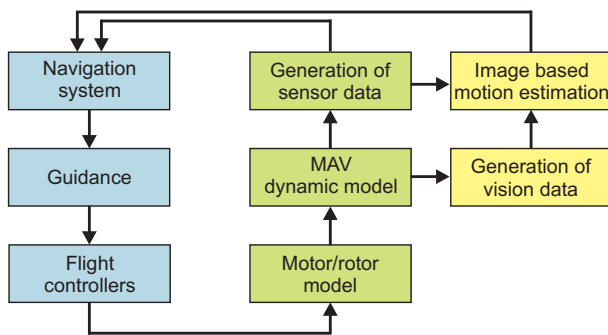 Navigation
system
Generation of
sensor data
Image based
motion estimation
Guidance
MAV
dynamic model
Generation of
vision data
Flight
controllers
Motor/rotor
model